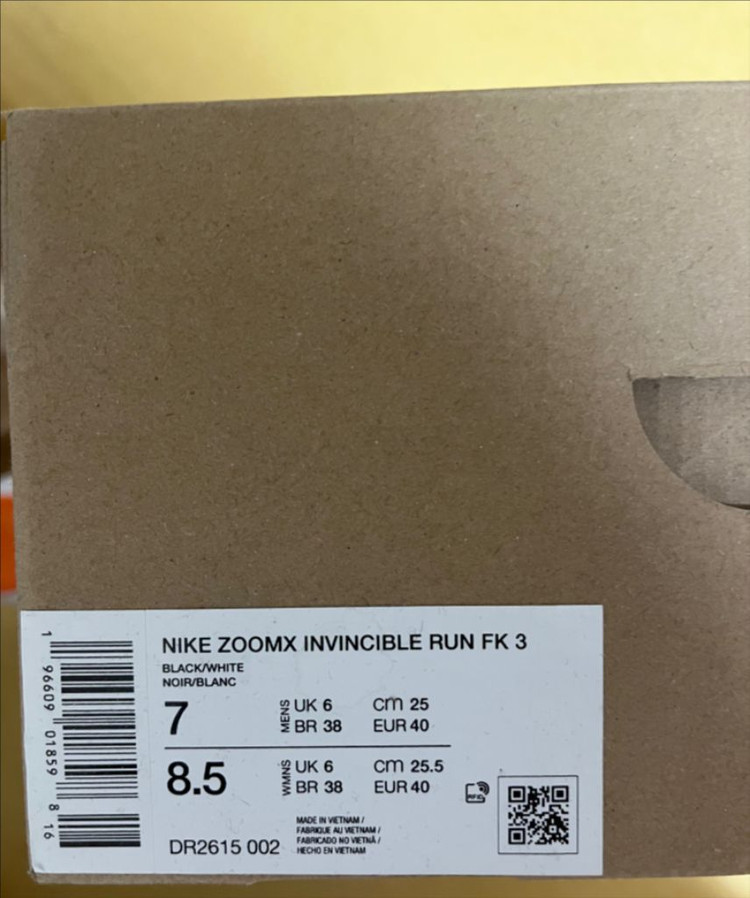 NIKE ZOOMX INVINCIBLE RUN FK 3
BLACK/WHITE
NOIR/BLANC
7 MENS UK 6 cm 25
BR 38 EUR 40
8.5 WMNS UK 6 cm 25.5
BR 38 EUR 40
RFID
MADE IN VIETNAM /
FABRIQUE AU VIETNAM /
FABRICADO NO VIETNÃ /
HECHO EN VIETNAM
DR2615 002
1 96609 01859 8 16